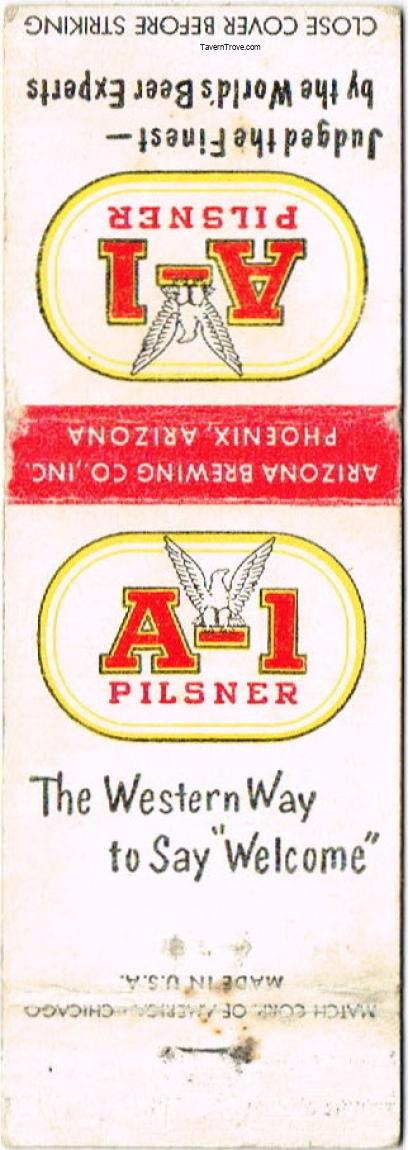 CLOSE COVER BEFORE STRIKING
TavernTrove.com
Judged the Finest—
by the World's Beer Experts
A-1
PILSNER
ARIZONA BREWING CO., INC.
PHOENIX, ARIZONA
A-1
PILSNER
The Western Way
to Say "Welcome"
MATCH CORP. OF AMERICA CHICAGO
MADE IN U.S.A.